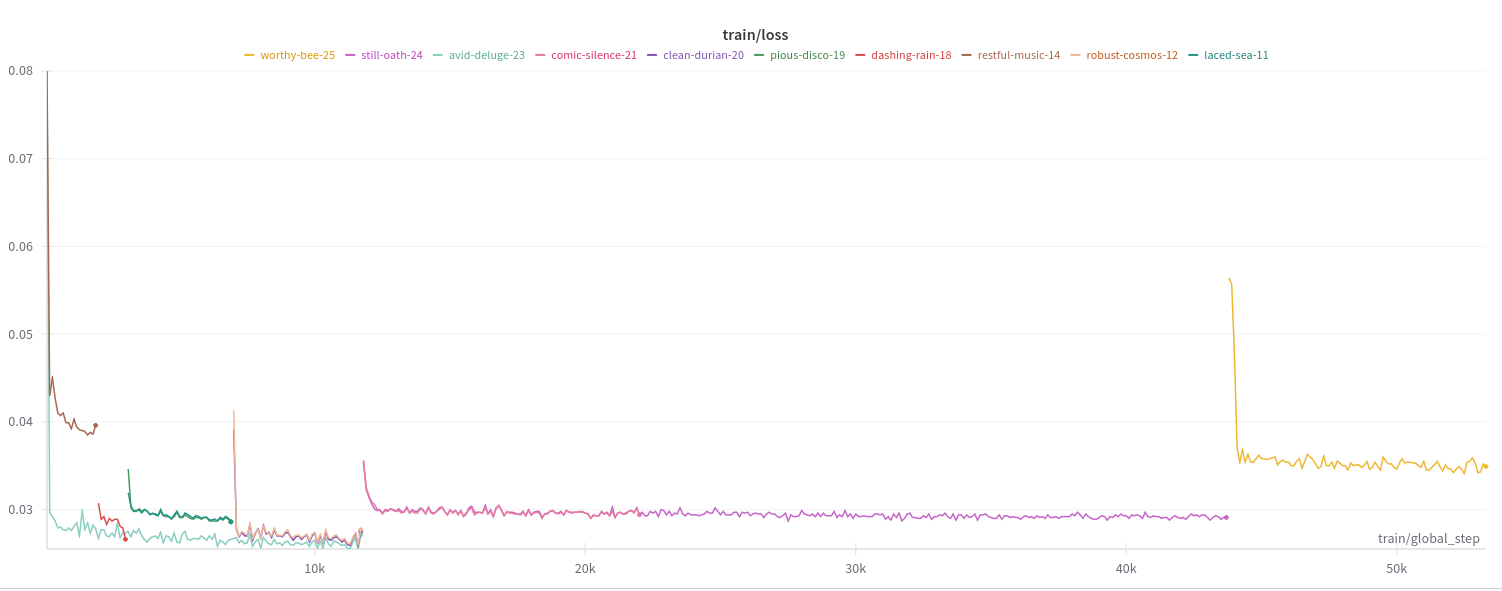 train/loss
worthy-bee-25 still-oath-24 avid-deluge-23 comic-silence-21 clean-durian-20 pious-disco-19 dashing-rain-18 restful-music-14 robust-cosmos-12 laced-sea-11
0.08
0.07
0.06
0.05
0.04
0.03
train/global_step
10k 20k 30k 40k 50k